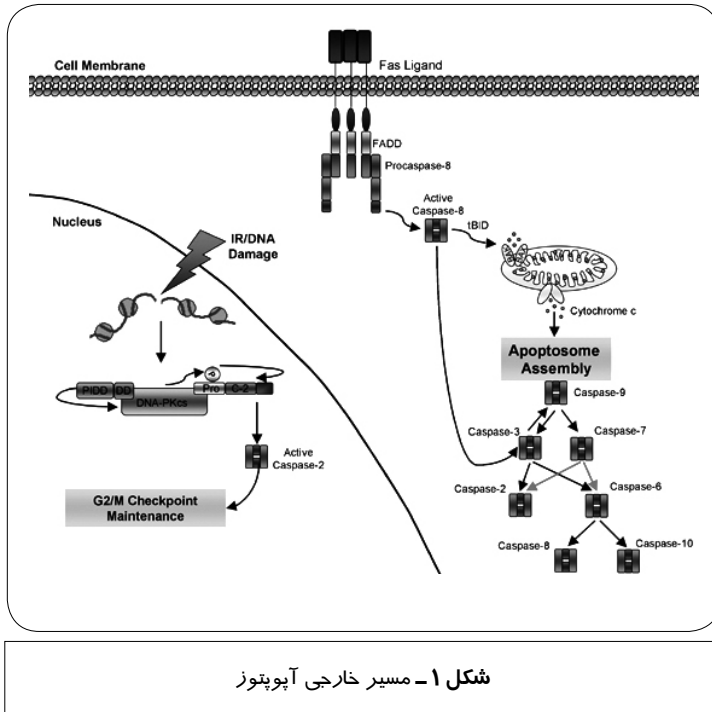 Cell Membrane
Fas Ligand
FADD
Procaspase-8
Active
Caspase-8
tBID
Nucleus
IR/DNA
Damage
Cytochrome c
Apoptosome
Assembly
Caspase-9
P
PIDD DD
DNA-PKcs
Pro C-2
Caspase-3
Caspase-7
Active
Caspase-2
Caspase-2
Caspase-6
G2/M Checkpoint
Maintenance
Caspase-8
Caspase-10
شکل ۱ ـ مسیر خارجی آپوپتوز